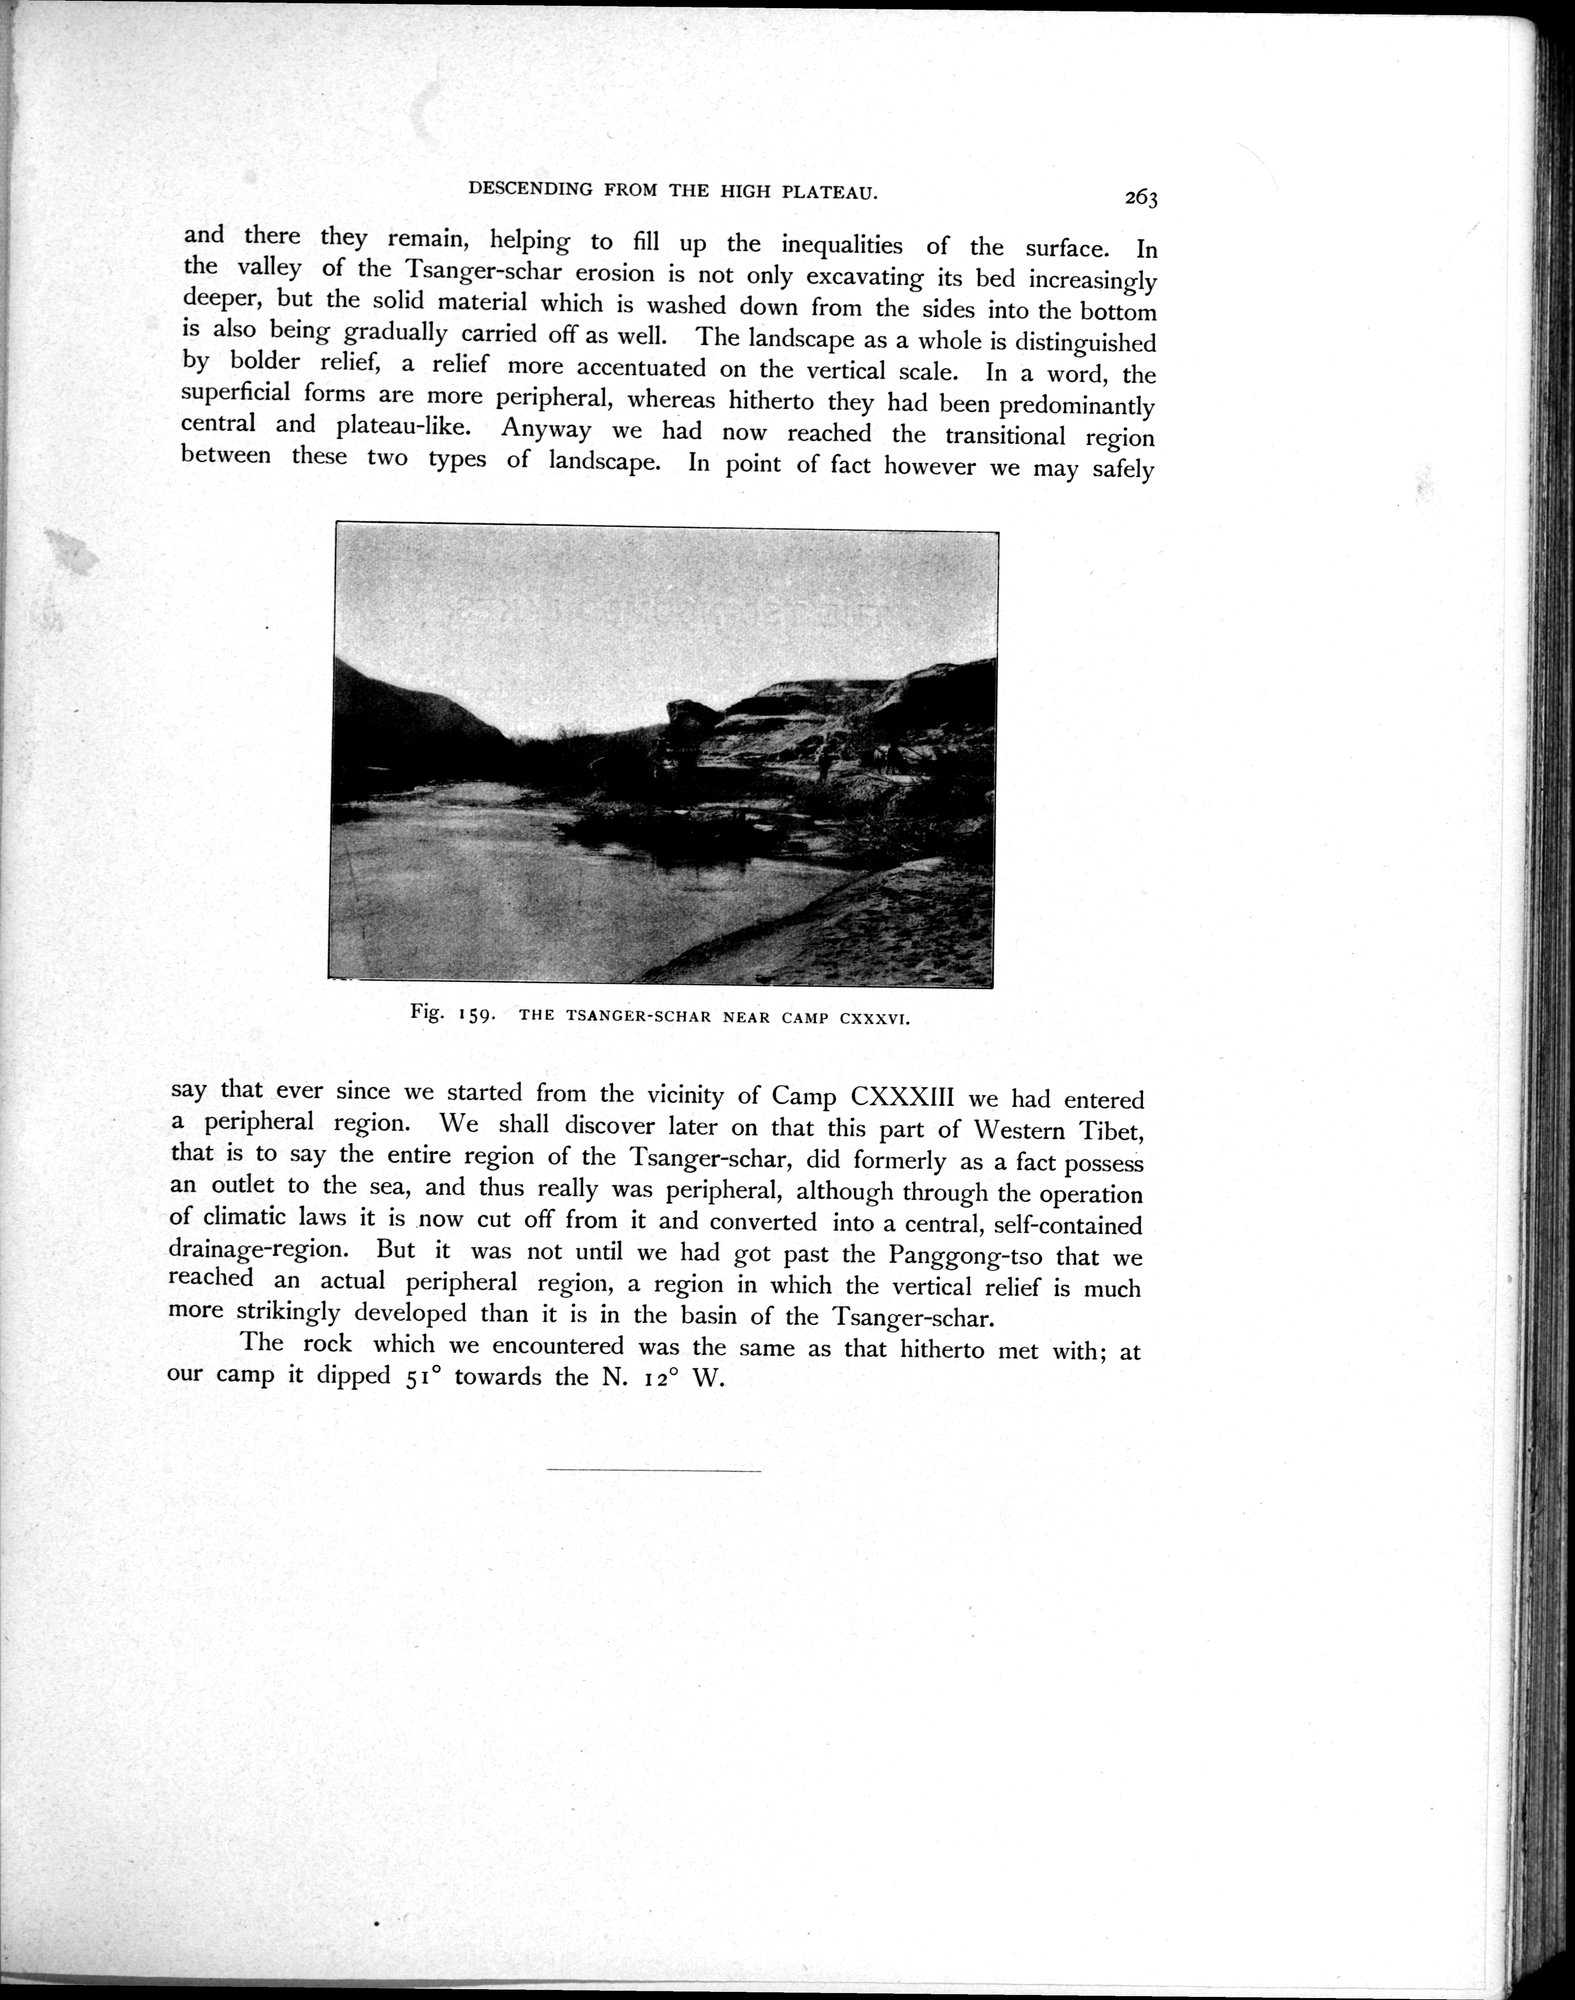 DESCENDING FROM THE HIGH PLATEAU.
263
and there they remain, helping to fill up the inequalities of the surface. In
the valley of the Tsanger-schar erosion is not only excavating its bed increasingly
deeper, but the solid material which is washed down from the sides into the bottom
is also being gradually carried off as well. The landscape as a whole is distinguished
by bolder relief, a relief more accentuated on the vertical scale. In a word, the
superficial forms are more peripheral, whereas hitherto they had been predominantly
central and plateau-like. Anyway we had now reached the transitional region
between these two types of landscape. In point of fact however we may safely
Fig. 159. THE TSANGER-SCHAR NEAR CAMP CXXXVI.
say that ever since we started from the vicinity of Camp CXXXIII we had entered
a peripheral region. We shall discover later on that this part of Western Tibet,
that is to say the entire region of the Tsanger-schar, did formerly as a fact possess
an outlet to the sea, and thus really was peripheral, although through the operation
of climatic laws it is now cut off from it and converted into a central, self-contained
drainage-region. But it was not until we had got past the Panggong-tso that we
reached an actual peripheral region, a region in which the vertical relief is much
more strikingly developed than it is in the basin of the Tsanger-schar.
The rock which we encountered was the same as that hitherto met with; at
our camp it dipped 51° towards the N. 12° W.